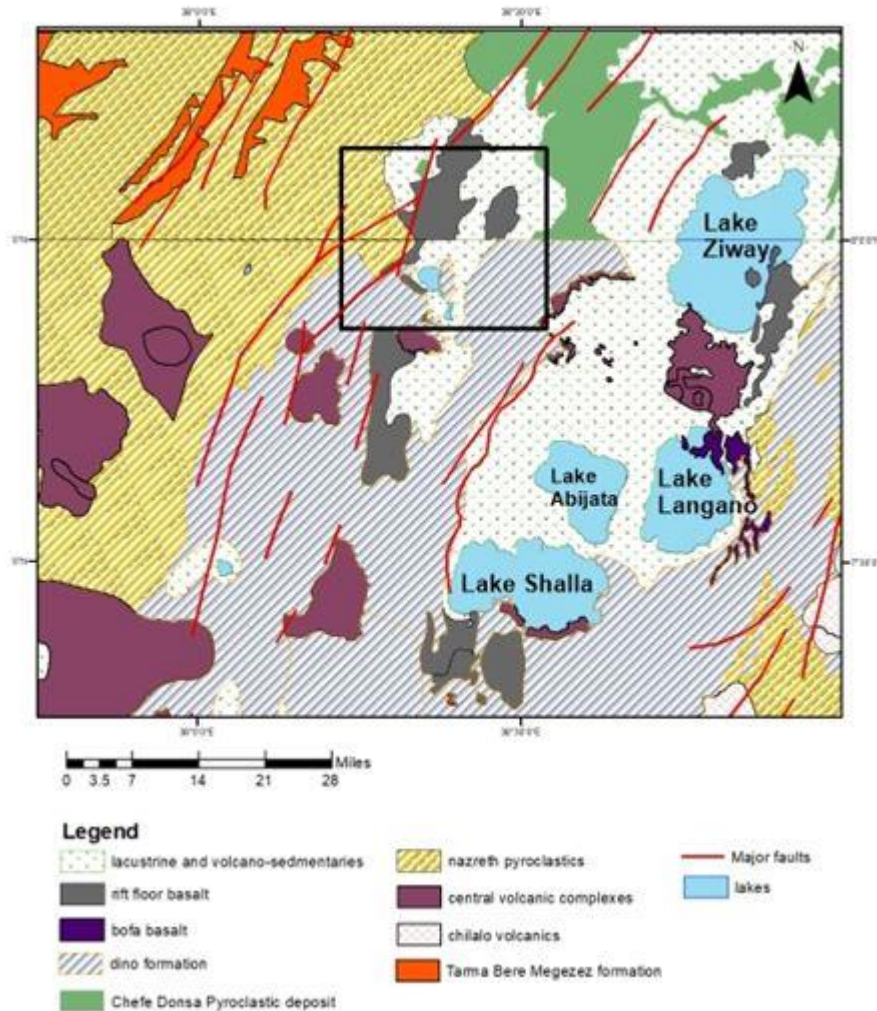 N
Lake
Ziway
Lake
Abijata
Lake
Langano
Lake Shalla
Miles
0 3.5 7 14 21 28
Legend
lacustrine and volcano-sedimentaries
rift floor basalt
bofa basalt
dino formation
Chefe Donsa Pyroclastic deposit
nazreth pyroclastics
central volcanic complexes
chilalo volcanics
Tarma Bere Megezez formation
Major faults
lakes